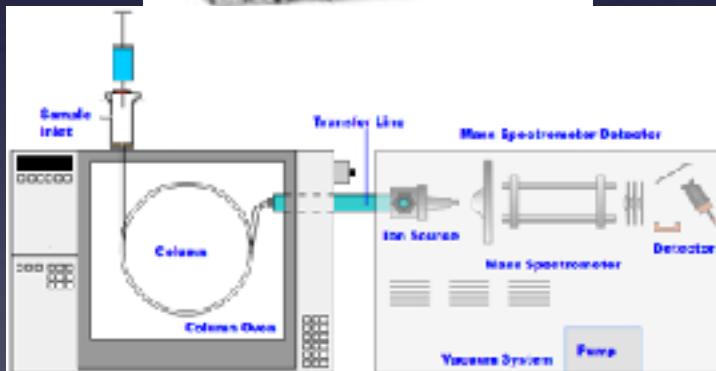 Sample
Inlet
Transfer Line
Mass Spectrometer Detector
Column
Ion Source
Mass Spectrometer
Detector
Column Oven
Vacuum System
Pump